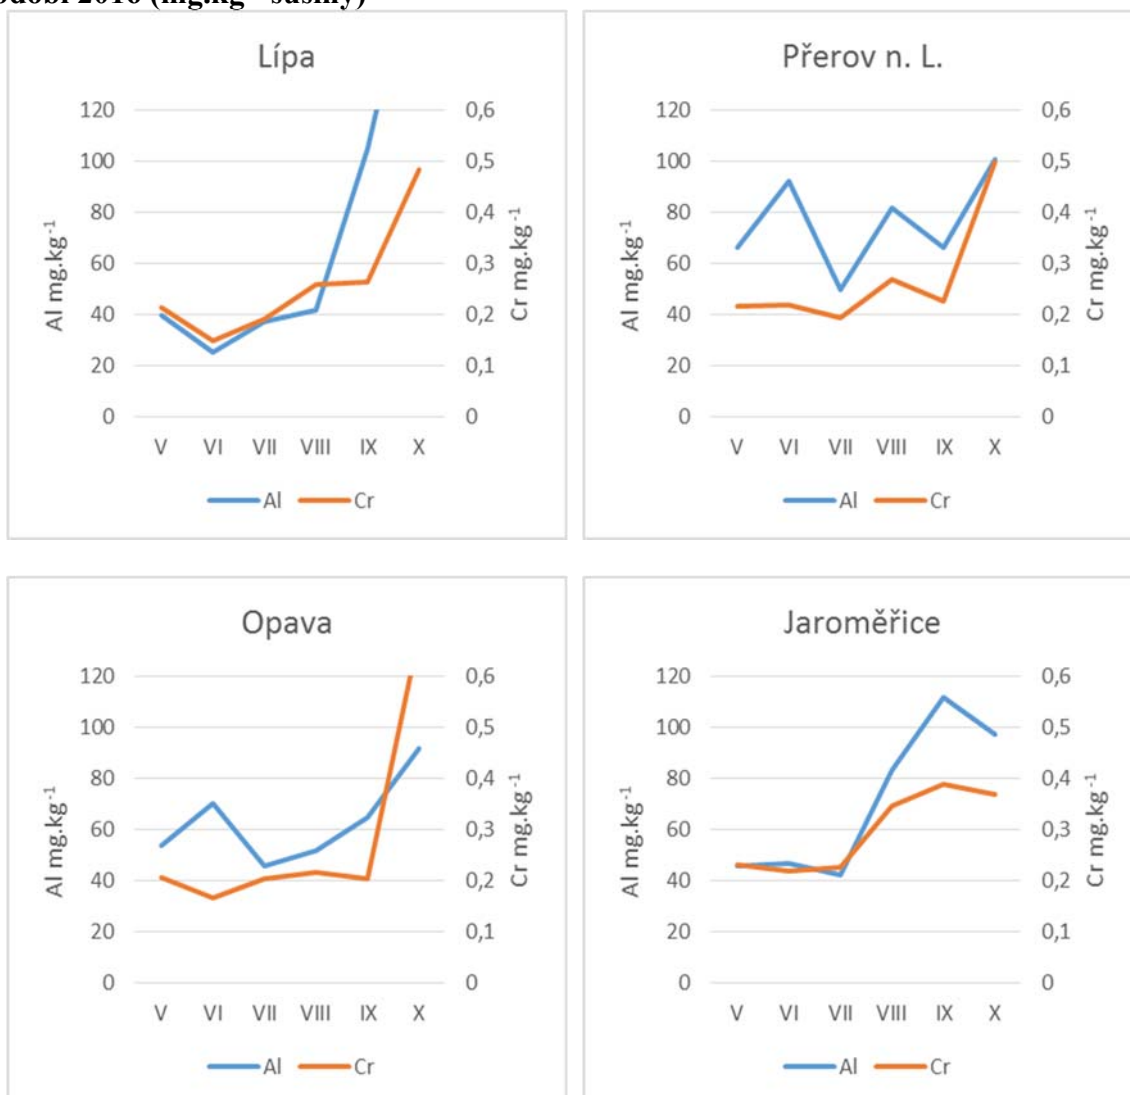 období 2016 (mg.kg sušiny)
Lípa
120
100
80
60
40
20
0
Al mg.kg⁻¹
0,6
0,5
0,4
0,3
0,2
0,1
0
Cr mg.kg⁻¹
V VI VII VIII IX X
Al Cr
Přerov n. L.
120
100
80
60
40
20
0
Al mg.kg⁻¹
0,6
0,5
0,4
0,3
0,2
0,1
0
Cr mg.kg⁻¹
V VI VII VIII IX X
Al Cr
Opava
120
100
80
60
40
20
0
Al mg.kg⁻¹
0,6
0,5
0,4
0,3
0,2
0,1
0
Cr mg.kg⁻¹
V VI VII VIII IX X
Al Cr
Jaroměřice
120
100
80
60
40
20
0
Al mg.kg⁻¹
0,6
0,5
0,4
0,3
0,2
0,1
0
Cr mg.kg⁻¹
V VI VII VIII IX X
Al Cr